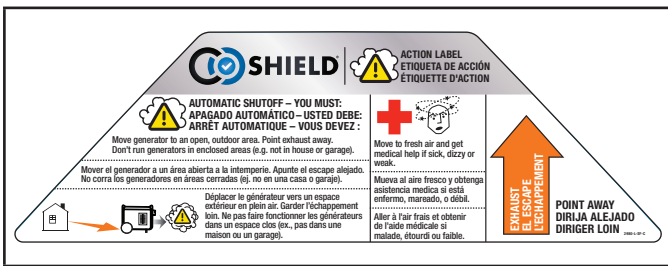 CO SHIELD®
ACTION LABEL
ETIQUETA DE ACCIÓN
ÉTIQUETTE D'ACTION
AUTOMATIC SHUTOFF – YOU MUST:
APAGADO AUTOMÁTICO – USTED DEBE:
ARRÊT AUTOMATIQUE – VOUS DEVEZ :
Move generator to an open, outdoor area. Point exhaust away.
Don't run generators in enclosed areas (e.g. not in house or garage).
Mover el generador a un área abierta a la intemperie. Apunte el escape alejado.
No corra los generadores en áreas cerradas (ej. no en una casa o garaje).
Déplacer le générateur vers un espace
extérieur en plein air. Garder l'échappement
loin. Ne pas faire fonctionner les générateurs
dans un espace clos (ex., pas dans une
maison ou un garage).
Move to fresh air and get
medical help if sick, dizzy or
weak.
Mueva al aire fresco y obtenga
asistencia medica si está
enfermo, mareado, o débil.
Aller à l'air frais et obtenir
de l'aide médicale si
malade, étourdi ou faible.
EXHAUST
EL ESCAPE
L'ECHAPPEMENT
POINT AWAY
DIRIJA ALEJADO
DIRIGER LOIN